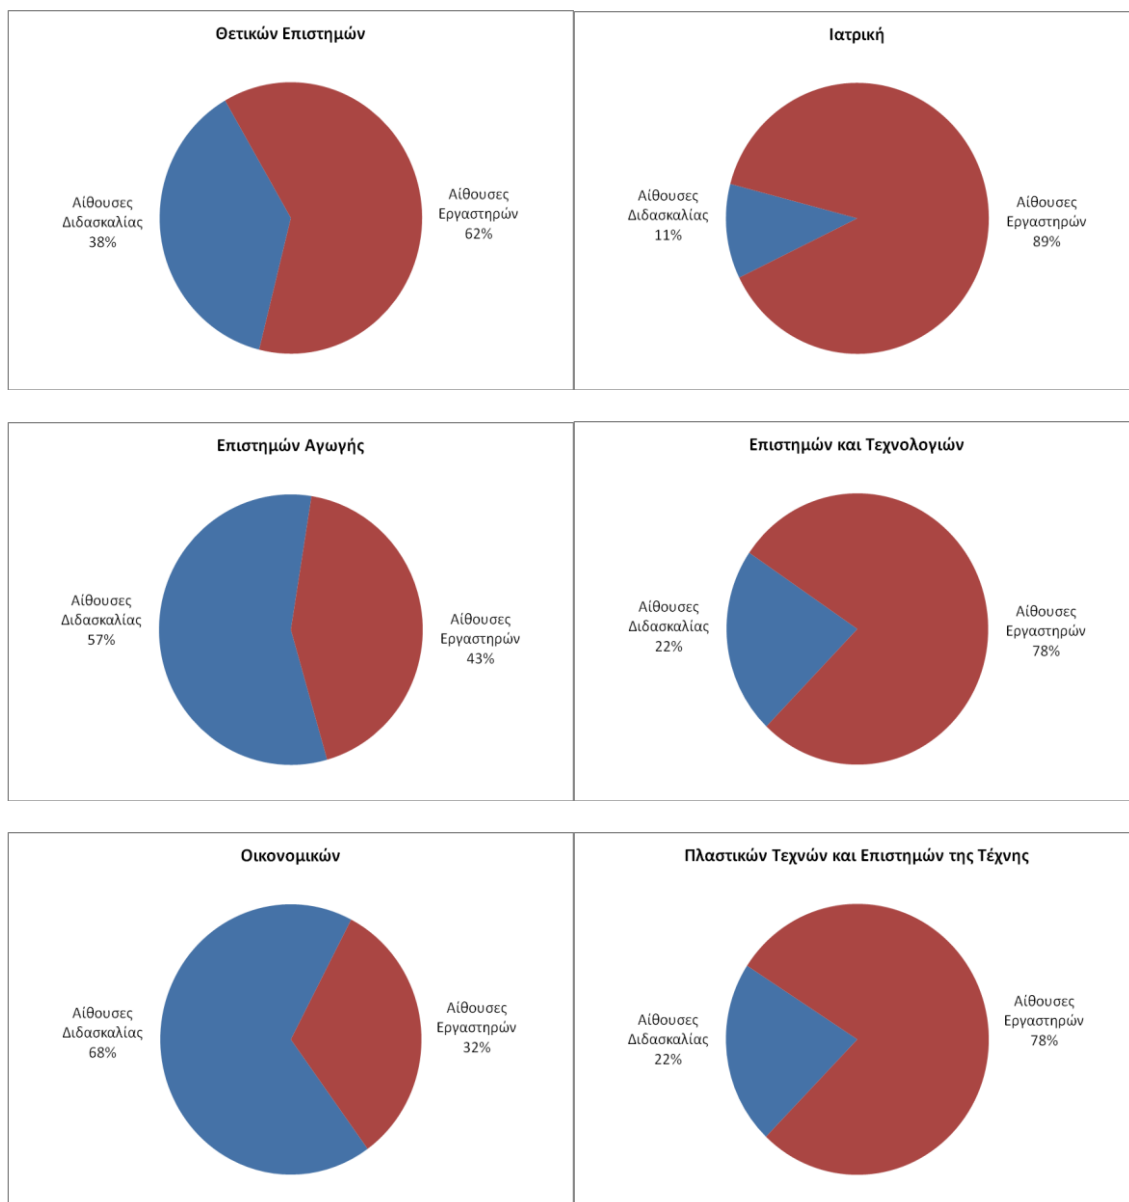 Θετικών Επιστημών
Αίθουσες
Διδασκαλίας
38%
Αίθουσες
Εργαστηρών
62%
Ιατρική
Αίθουσες
Διδασκαλίας
11%
Αίθουσες
Εργαστηρών
89%
Επιστημών Αγωγής
Αίθουσες
Διδασκαλίας
57%
Αίθουσες
Εργαστηρών
43%
Επιστημών και Τεχνολογιών
Αίθουσες
Διδασκαλίας
22%
Αίθουσες
Εργαστηρών
78%
Οικονομικών
Αίθουσες
Διδασκαλίας
68%
Αίθουσες
Εργαστηρών
32%
Πλαστικών Τεχνών και Επιστημών της Τέχνης
Αίθουσες
Διδασκαλίας
22%
Αίθουσες
Εργαστηρών
78%